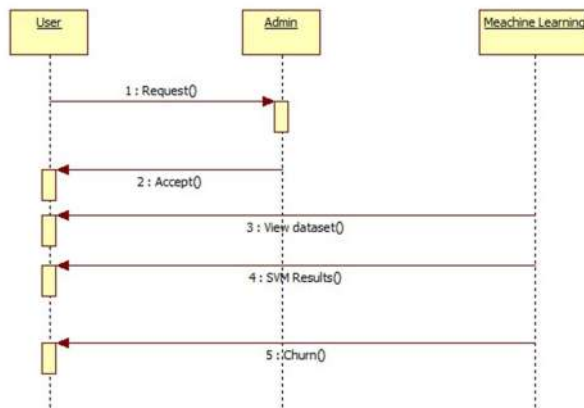 User
Admin
Meachine Learning
1 : Request()
2 : Accept()
3 : View dataset()
4 : SVM Results()
5 : Churn()